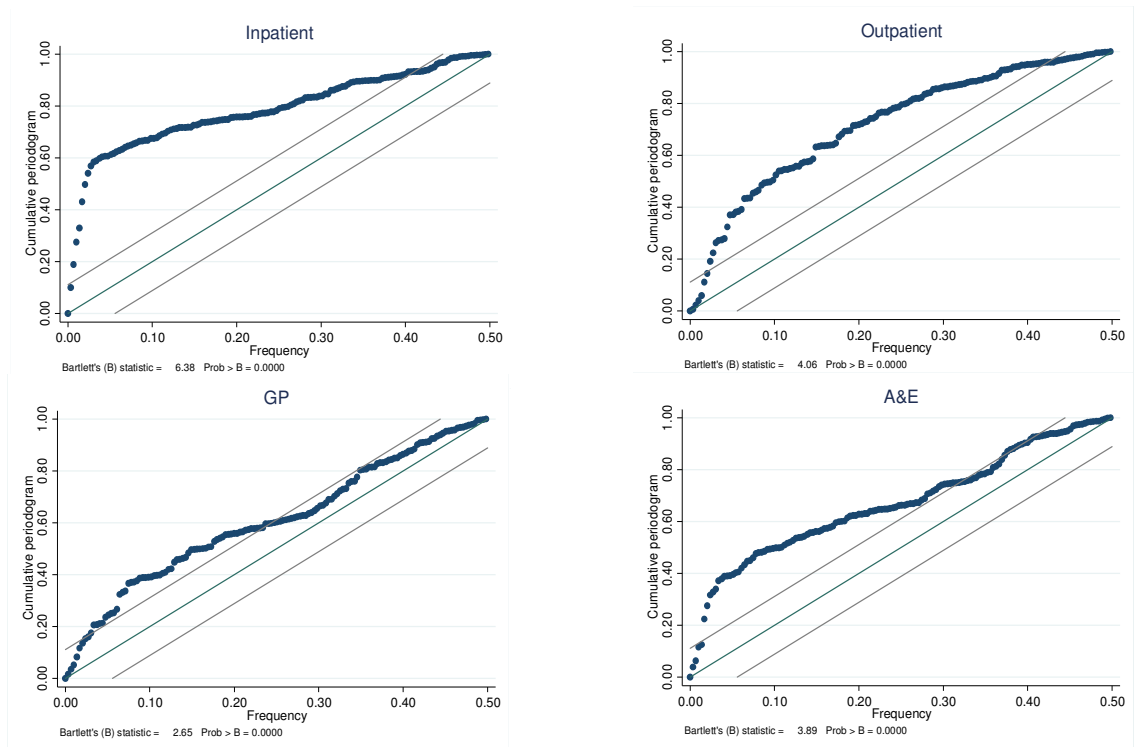 Inpatient
Cumulative periodogram
1.00
0.80
0.60
0.40
0.20
0.00
0.00 0.10 0.20 0.30 0.40 0.50
Frequency
Bartlett's (B) statistic = 6.38 Prob > B = 0.0000
Outpatient
Cumulative periodogram
1.00
0.80
0.60
0.40
0.20
0.00
0.00 0.10 0.20 0.30 0.40 0.50
Frequency
Bartlett's (B) statistic = 4.06 Prob > B = 0.0000
GP
Cumulative periodogram
1.00
0.80
0.60
0.40
0.20
0.00
0.00 0.10 0.20 0.30 0.40 0.50
Frequency
Bartlett's (B) statistic = 2.65 Prob > B = 0.0000
A&E
Cumulative periodogram
1.00
0.80
0.60
0.40
0.20
0.00
0.00 0.10 0.20 0.30 0.40 0.50
Frequency
Bartlett's (B) statistic = 3.89 Prob > B = 0.0000